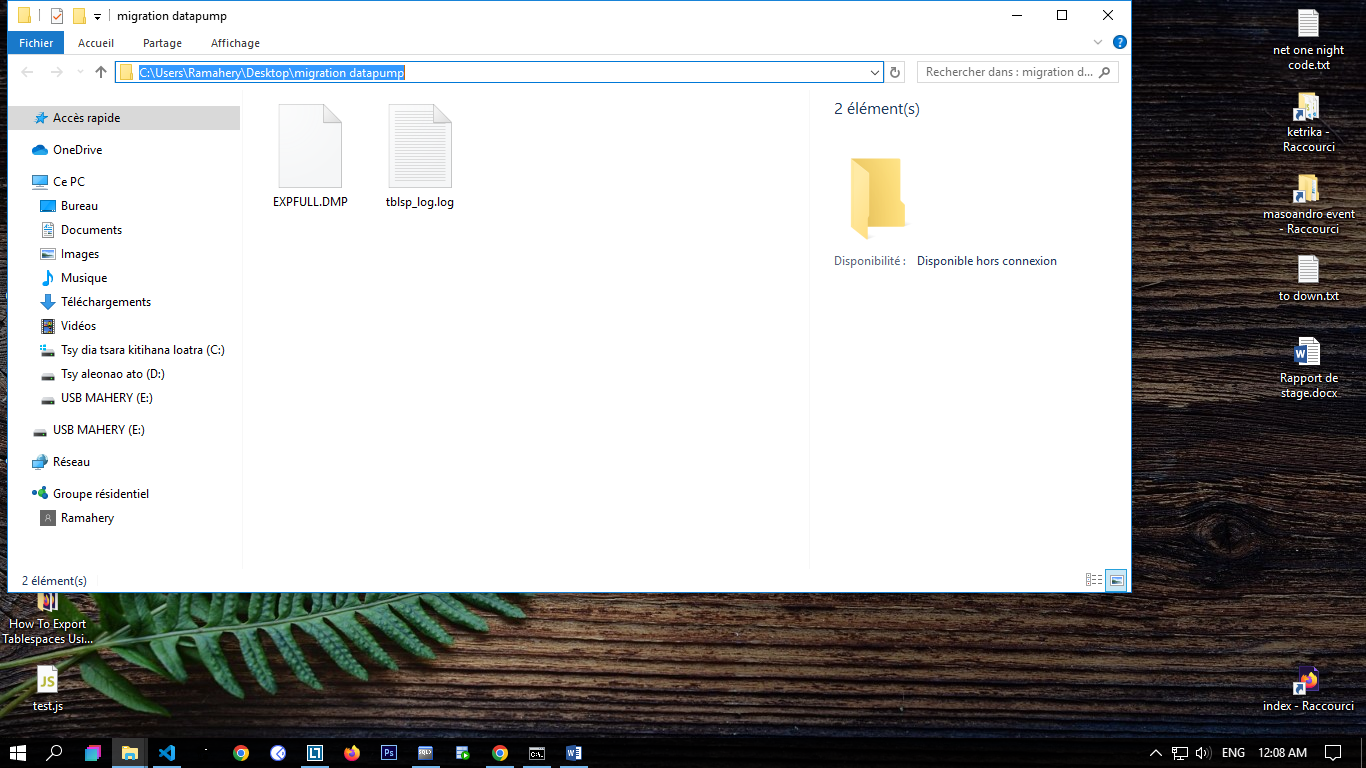 migration datapump
Fichier
Accueil
Partage
Affichage
C:\Users\Ramahery\Desktop\migration datapump
Rechercher dans : migration d...
Accès rapide
OneDrive
Ce PC
Bureau
Documents
Images
Musique
Téléchargements
Vidéos
Tsy dia tsara kitihana loatra (C:)
Tsy aleonao ato (D:)
USB MAHERY (E:)
USB MAHERY (E:)
Réseau
Groupe résidentiel
Ramahery
EXPFULL.DMP
tblsp_log.log
2 élément(s)
Disponibilité :
Disponible hors connexion
2 élément(s)
net one night
code.txt
ketrika -
Raccourci
masoandro event
- Raccourci
to down.txt
W
Rapport de
stage.docx
How To Export
Tablespaces Usi...
JS
test.js
index - Raccourci
LT
Ps
SQL
C:\
W
ENG
12:08 AM